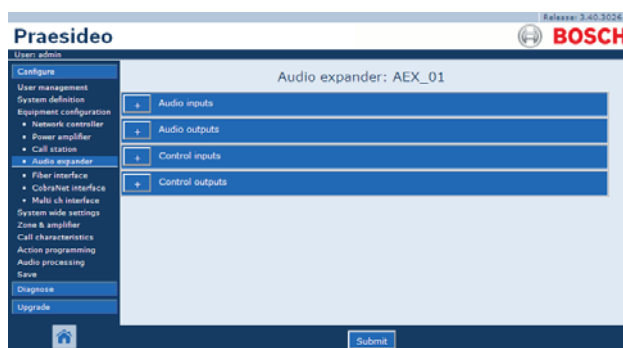 Release: 3.40.3026
Praesideo
BOSCH
User: admin
Configure
User management
System definition
Equipment configuration
• Network controller
• Power amplifier
• Call station
• Audio expander
• Fiber interface
• CobraNet interface
• Multi ch interface
System wide settings
Zone & amplifier
Call characteristics
Action programming
Audio processing
Save
Diagnose
Upgrade
Audio expander: AEX_01
+ Audio inputs
+ Audio outputs
+ Control inputs
+ Control outputs
Submit